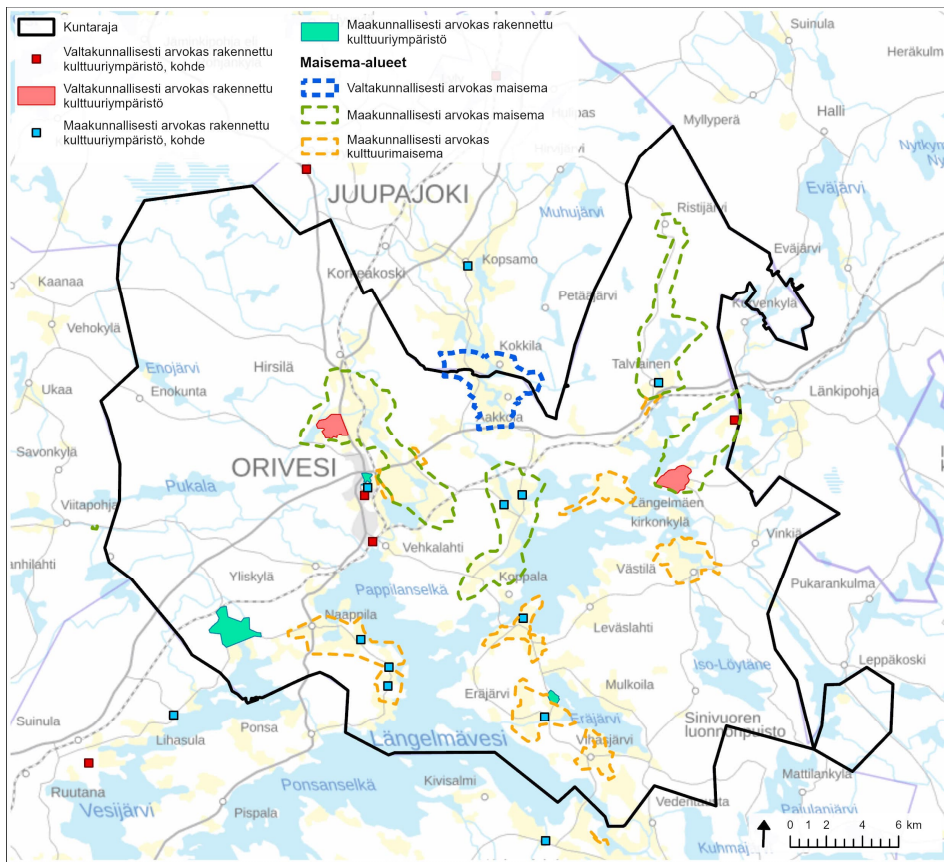 Kuntaraja
Valtakunnallisesti arvokas rakennettu
kulttuuriympäristö, kohde
Valtakunnallisesti arvokas rakennettu
kulttuuriympäristö
Maakunnallisesti arvokas rakennettu
kulttuuriympäristö, kohde
Maakunnallisesti arvokas rakennettu
kulttuuriympäristö
Maisema-alueet
Valtakunnallisesti arvokas maisema
Maakunnallisesti arvokas maisema
Maakunnallisesti arvokas
kulttuurimaisema
Suinula
Heräkulma
Halli
Myllyperä
Eväjärvi
JUUPAJOKI
Muhujärvi
Ristijärvi
Eväjärvi
Kopsamo
Korkeakoski
Kaanaa
Petäjärvi
Vehokylä
Kokkila
Hirsilä
Enojärvi
Talviainen
Ukaa
Enokunta
Länkipohja
Savonkylä
ORIVESI
Pukala
Viitapohja
Längelmäen
kirkonkylä
Vinkiä
Vehkalahti
Yliskylä
Västilä
Koppala
Pukarankulma
Pappilanselkä
Naappila
Leväslahti
Iso-Löytäne
Leppäkoski
Eräjärvi
Mulkoila
Suinula
Ponsa
Lihasula
Längelmävesi
Eräjärvi
Vihasjärvi
Sinivuoren
luonnonpuisto
Ruutana
Vesijärvi
Ponsanselkä
Kivisalmi
Mattilankylä
Pispala
0 1 2 4 6 km